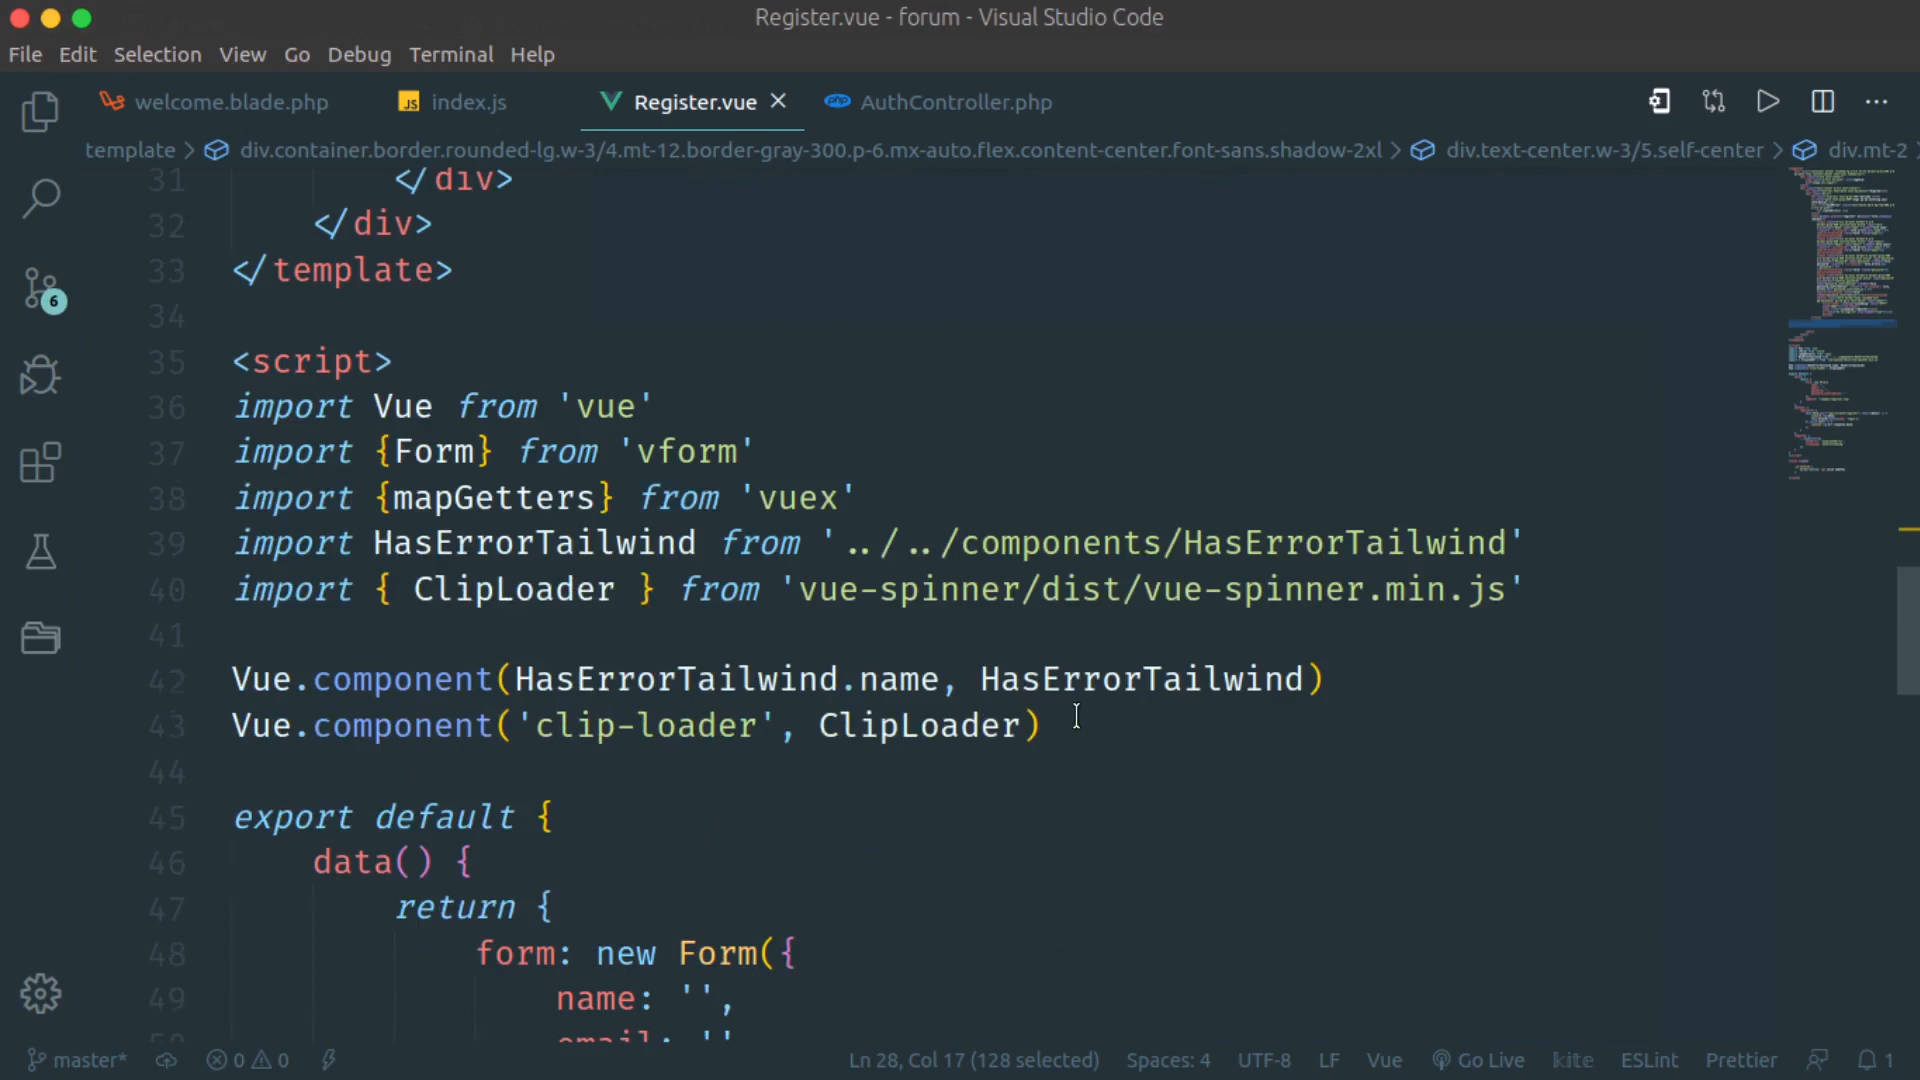 Register.vue - forum - Visual Studio Code
File Edit Selection View Go Debug Terminal Help
welcome.blade.php JS index.js Register.vue php AuthController.php
template > div.container.border.rounded-lg.w-3/4.mt-12.border-gray-300.p-6.mx-auto.flex.content-center.font-sans.shadow-2xl > div.text-center.w-3/5.self-center > div.mt-2 >
31 </div>
32 </div>
33 </template>
34
35 <script>
36 import Vue from 'vue'
37 import {Form} from 'vform'
38 import {mapGetters} from 'vuex'
39 import HasErrorTailwind from '../../components/HasErrorTailwind'
40 import { ClipLoader } from 'vue-spinner/dist/vue-spinner.min.js'
41
42 Vue.component(HasErrorTailwind.name, HasErrorTailwind)
43 Vue.component('clip-loader', ClipLoader)
44
45 export default {
46 data() {
47 return {
48 form: new Form({
49 name: '',
50 email: ''
6
master* 0 0 Ln 28, Col 17 (128 selected) Spaces: 4 UTF-8 LF Vue Go Live kite ESLint Prettier 1